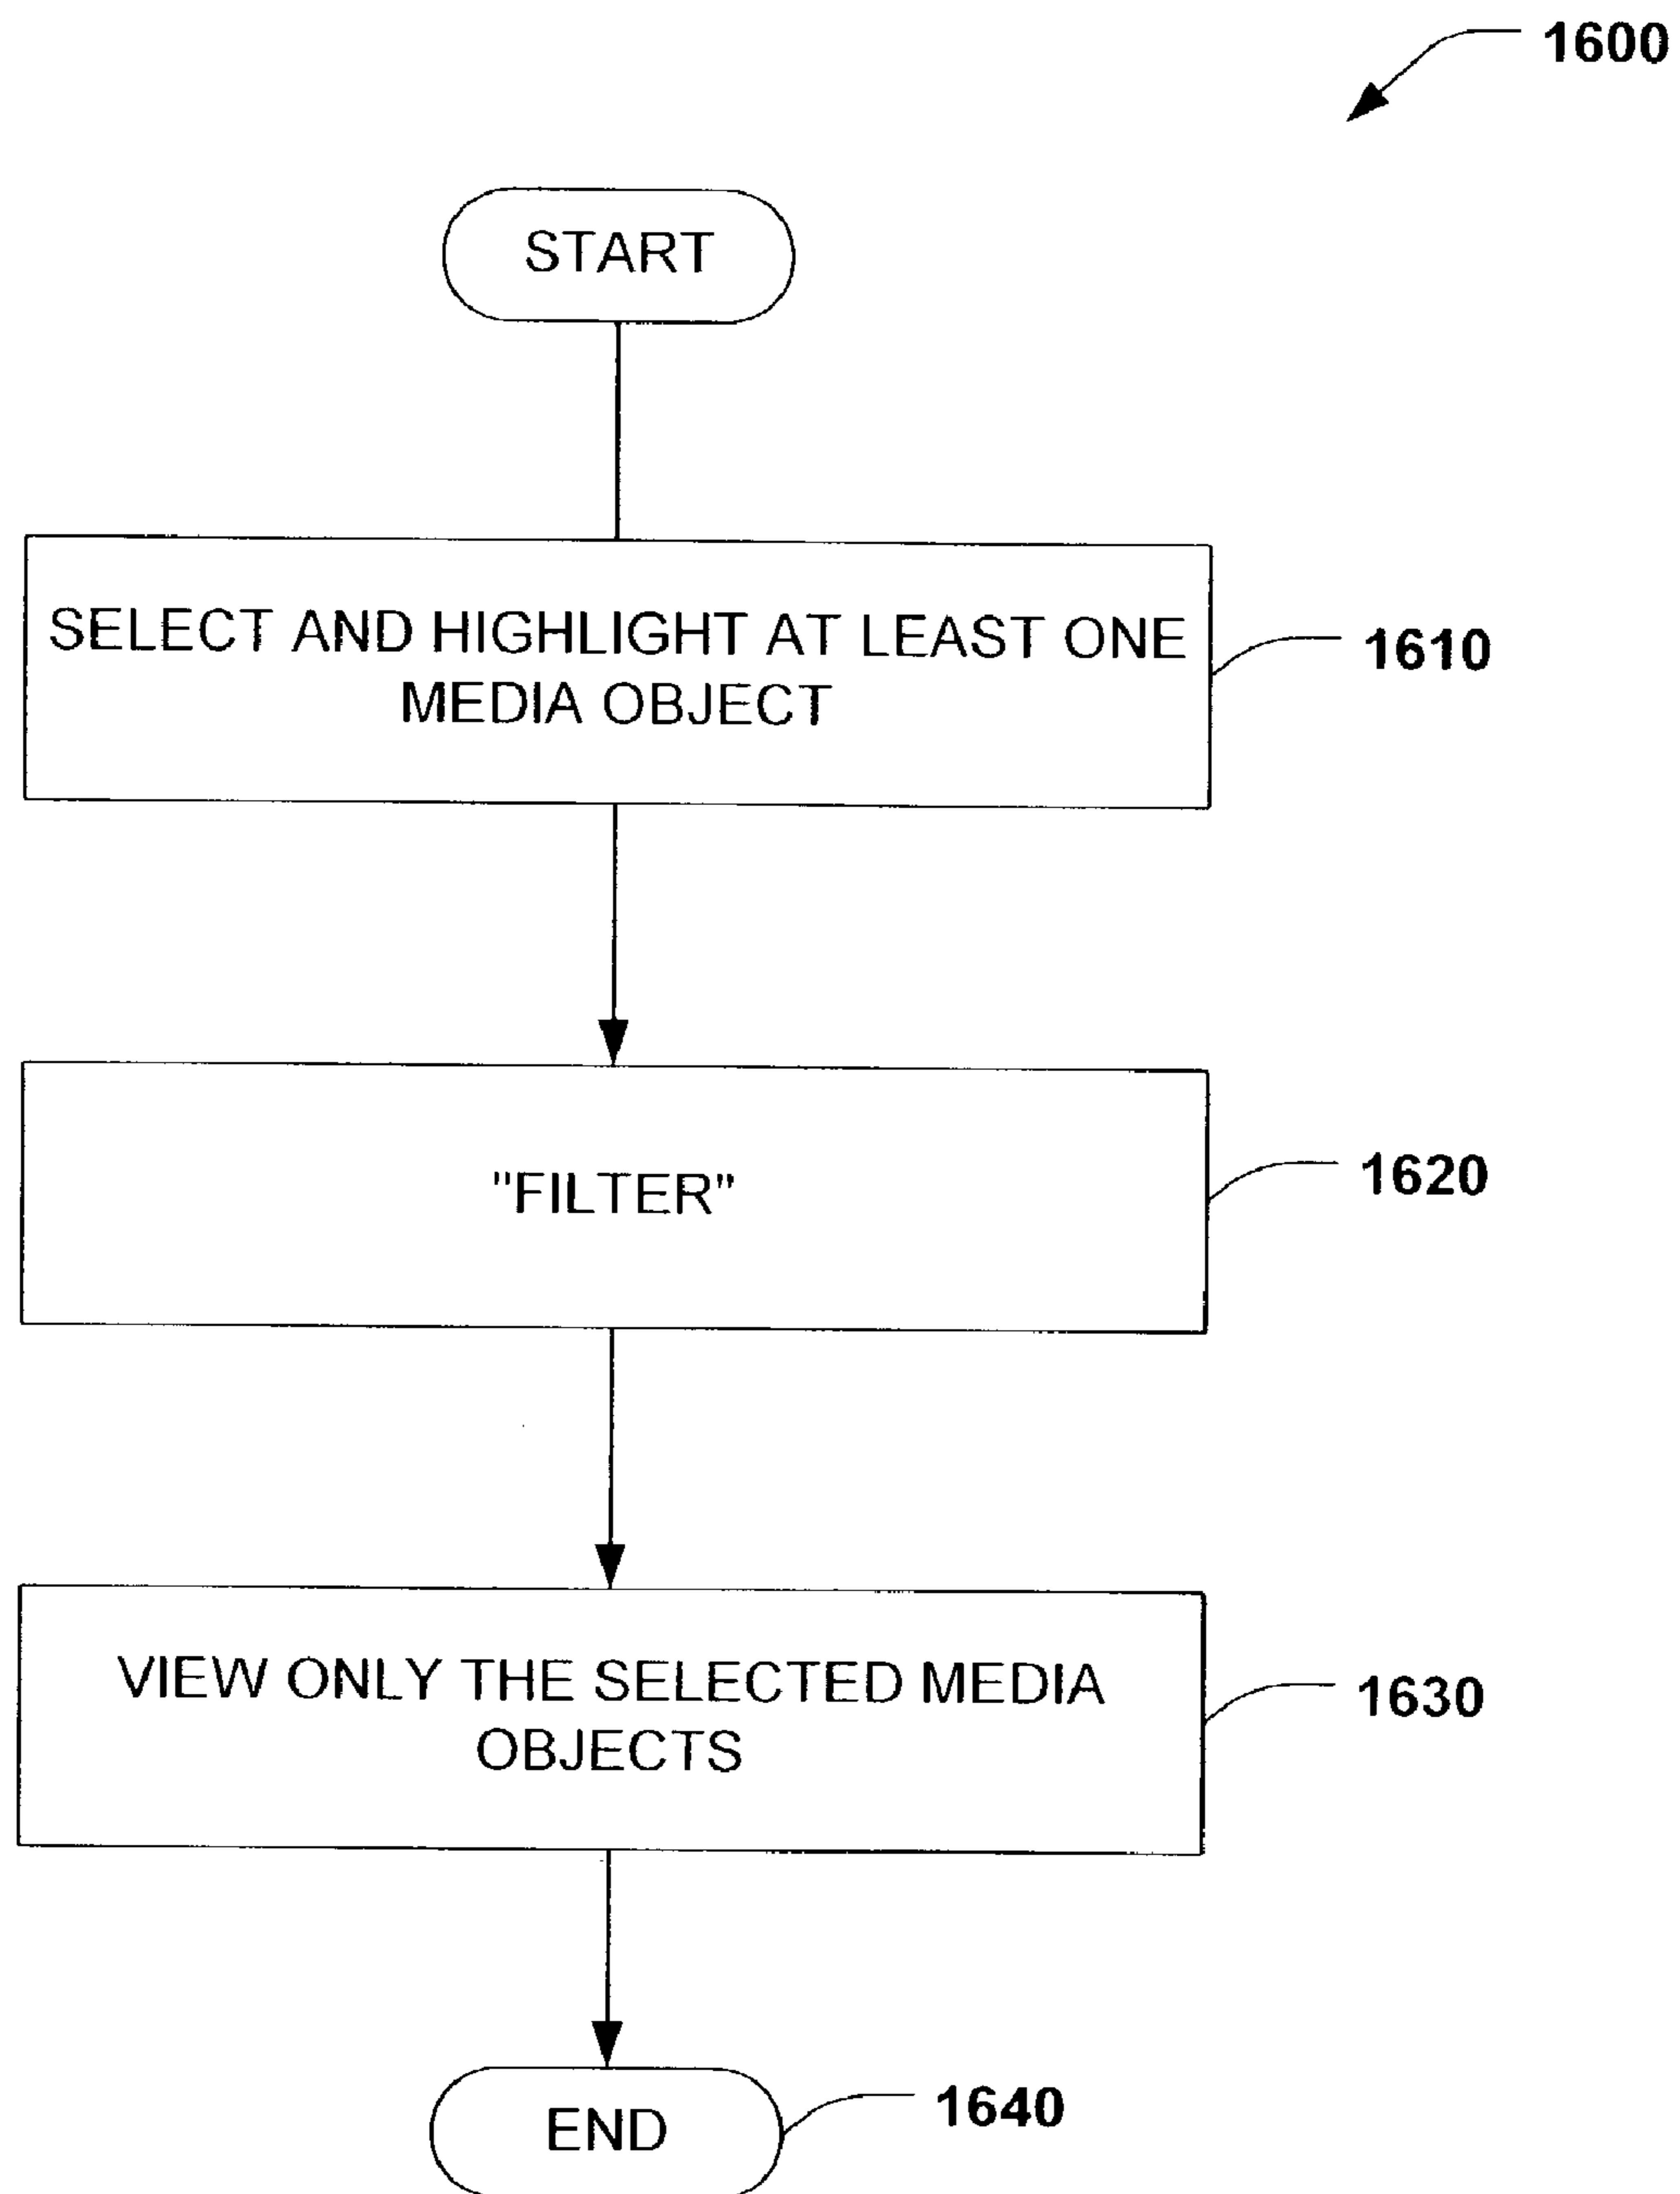 1600
START
SELECT AND HIGHLIGHT AT LEAST ONE
MEDIA OBJECT
1610
"FILTER"
1620
VIEW ONLY THE SELECTED MEDIA
OBJECTS
1630
END
1640